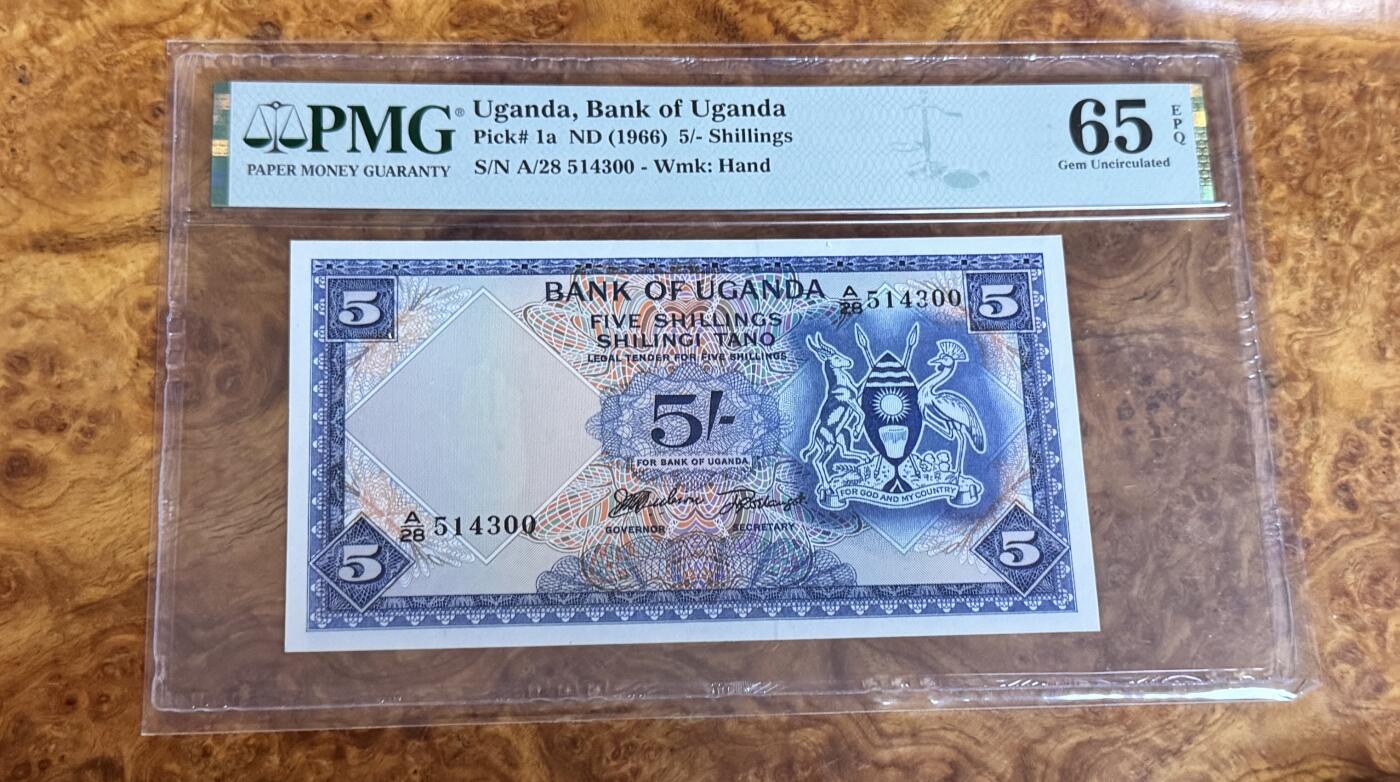 PMG®
PAPER MONEY GUARANTY
Uganda, Bank of Uganda
Pick# 1a ND (1966) 5/- Shillings
S/N A/28 514300 - Wmk: Hand
65
EPQ
Gem Uncirculated
5
BANK OF UGANDA
A/28 514300
5
FIVE SHILLINGS
SHILINGI TANO
LEGAL TENDER FOR FIVE SHILLINGS
5/-
FOR BANK OF UGANDA
FOR GOD AND MY COUNTRY
A/28 514300
GOVERNOR
SECRETARY
5
5